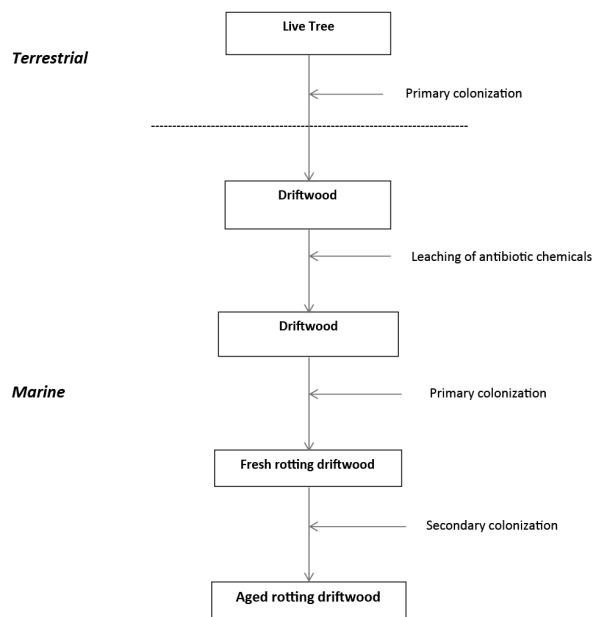 Live Tree
Terrestrial
Primary colonization
Driftwood
Leaching of antibiotic chemicals
Driftwood
Marine
Primary colonization
Fresh rotting driftwood
Secondary colonization
Aged rotting driftwood